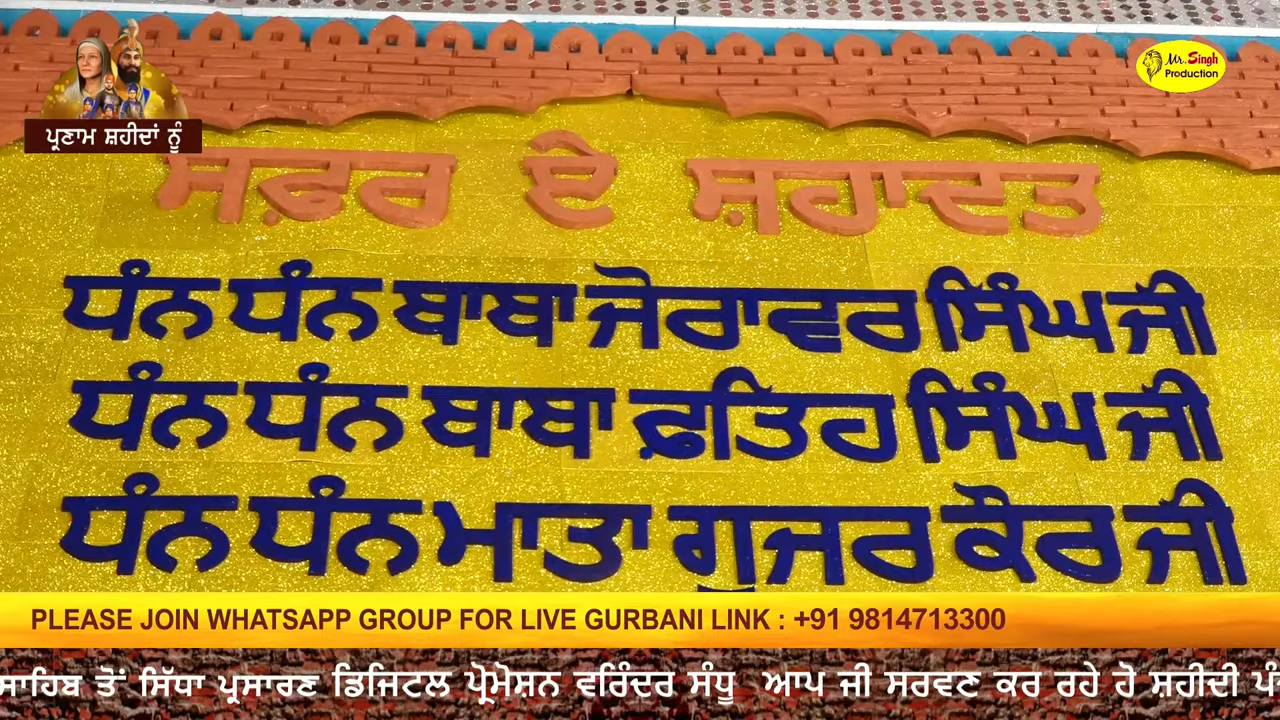 Mr. Singh
Production
ਪ੍ਰਣਾਮ ਸ਼ਹੀਦਾਂ ਨੂੰ
ਸਫ਼ਰ ਏ ਸ਼ਹਾਦਤ
ਧੰਨ ਧੰਨ ਬਾਬਾ ਜੋਰਾਵਰ ਸਿੰਘ ਜੀ
ਧੰਨ ਧੰਨ ਬਾਬਾ ਫ਼ਤਿਹ ਸਿੰਘ ਜੀ
ਧੰਨ ਧੰਨ ਮਾਤਾ ਗੁਜਰ ਕੌਰ ਜੀ
PLEASE JOIN WHATSAPP GROUP FOR LIVE GURBANI LINK : +91 9814713300
ਸਾਹਿਬ ਤੋਂ ਸਿੱਧਾ ਪ੍ਰਸਾਰਣ ਡਿਜਿਟਲ ਪ੍ਰੋਮੋਸ਼ਨ ਵਰਿੰਦਰ ਸੰਧੂ ਆਪ ਜੀ ਸਰਵਣ ਕਰ ਰਹੇ ਹੋ ਸ਼ਹੀਦੀ